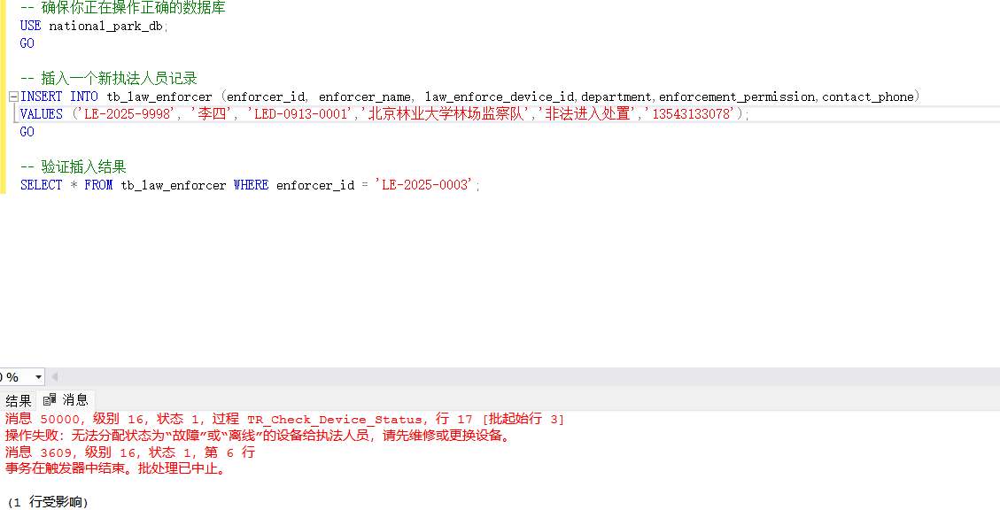 -- 确保你正在操作正确的数据库
USE national_park_db;
GO
-- 插入一个新执法人员记录
INSERT INTO tb_law_enforcer (enforcer_id, enforcer_name, law_enforce_device_id,department,enforcement_permission,contact_phone)
VALUES ('LE-2025-9998', '李四', 'LED-0913-0001','北京林业大学林场监察队','非法进入处置','13543133078');
GO
-- 验证插入结果
SELECT * FROM tb_law_enforcer WHERE enforcer_id = 'LE-2025-0003';
0 %
结果 消息
消息 50000，级别 16，状态 1，过程 TR_Check_Device_Status，行 17 [批起始行 3]
操作失败：无法分配状态为“故障”或“离线”的设备给执法人员，请先维修或更换设备。
消息 3609，级别 16，状态 1，第 6 行
事务在触发器中结束。批处理已中止。
(1 行受影响)